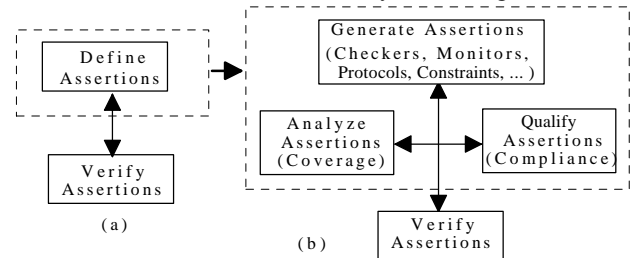 Define
Assertions
Verify
Assertions
(a)
Generate Assertions
(Checkers, Monitors,
Protocols, Constraints, ... )
Analyze
Assertions
(Coverage)
Qualify
Assertions
(Compliance)
Verify
Assertions
(b)